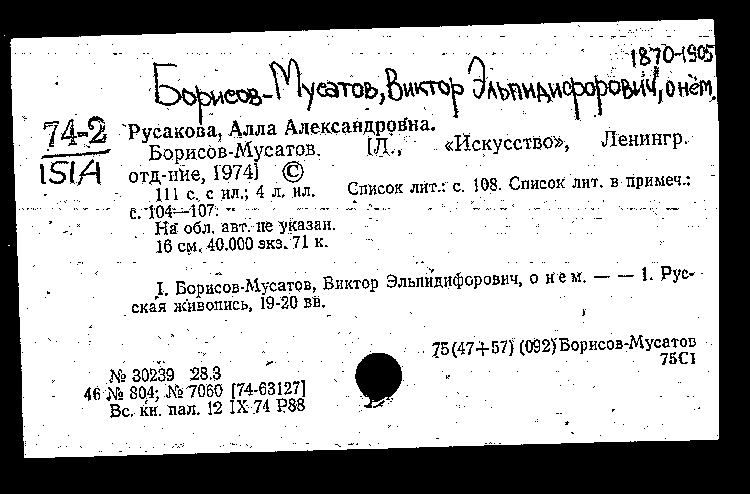 1870-1905
Борисов-Мусатов, Виктор Эльпидифорович, о нём.
74-2
151А
Русакова, Алла Александровна.
Борисов-Мусатов. [Л., «Искусство», Ленингр.
отд-ние, 1974] ©
111 с. с ил.; 4 л. ил. Список лит.: с. 108. Список лит. в примеч.:
с. 104—107.
На обл. авт. не указан.
16 см. 40.000 экз. 71 к.
I. Борисов-Мусатов, Виктор Эльпидифорович, о нем. — — 1. Рус-
ская живопись, 19-20 вв.
75(47+57) (092) Борисов-Мусатов
75С1
№ 30239 28.3
46 № 804; № 7060 [74-63127]
Вс. кн. пал. 12 IX 74 Р88